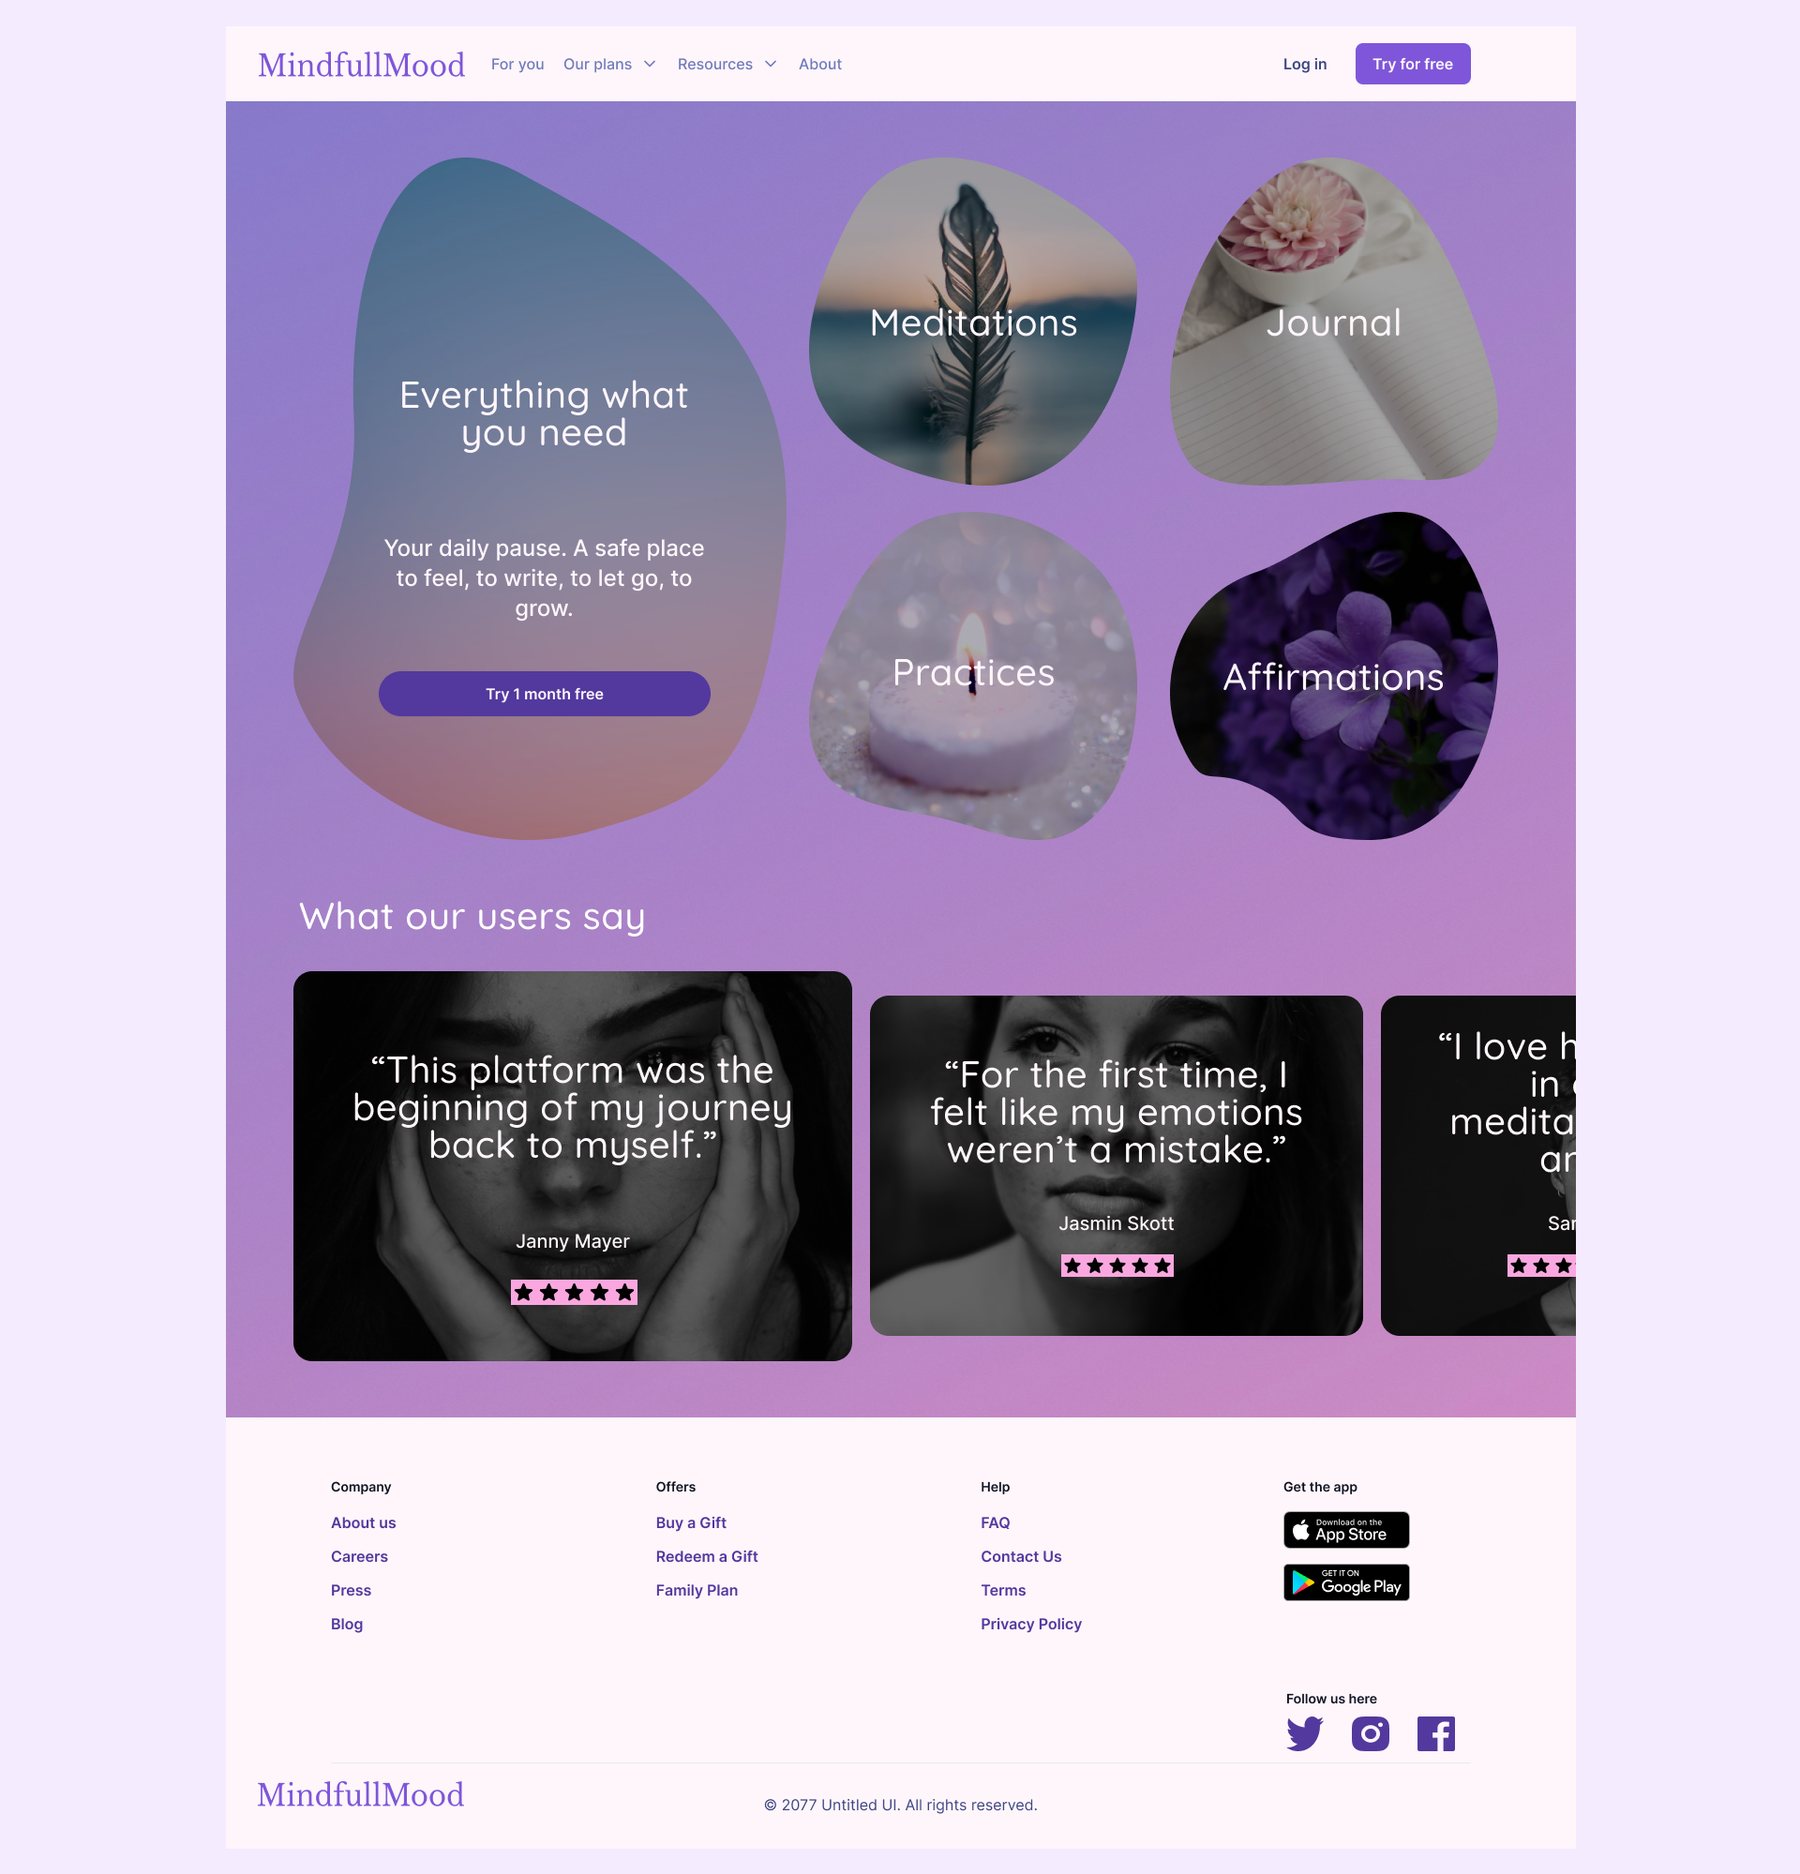 MindfullMood
For you
Our plans
Resources
About
Log in
Try for free
Everything what
you need
Your daily pause. A safe place
to feel, to write, to let go, to
grow.
Try 1 month free
Meditations
Journal
Practices
Affirmations
What our users say
“This platform was the
beginning of my journey
back to myself.”
Janny Mayer
“For the first time, I
felt like my emotions
weren’t a mistake.”
Jasmin Skott
“I love
in
Company
About us
Careers
Press
Blog
Offers
Buy a Gift
Redeem a Gift
Family Plan
Help
FAQ
Contact Us
Terms
Privacy Policy
Get the app
Download on the
App Store
GET IT ON
Google Play
Follow us here
MindfullMood
© 2077 Untitled UI. All rights reserved.